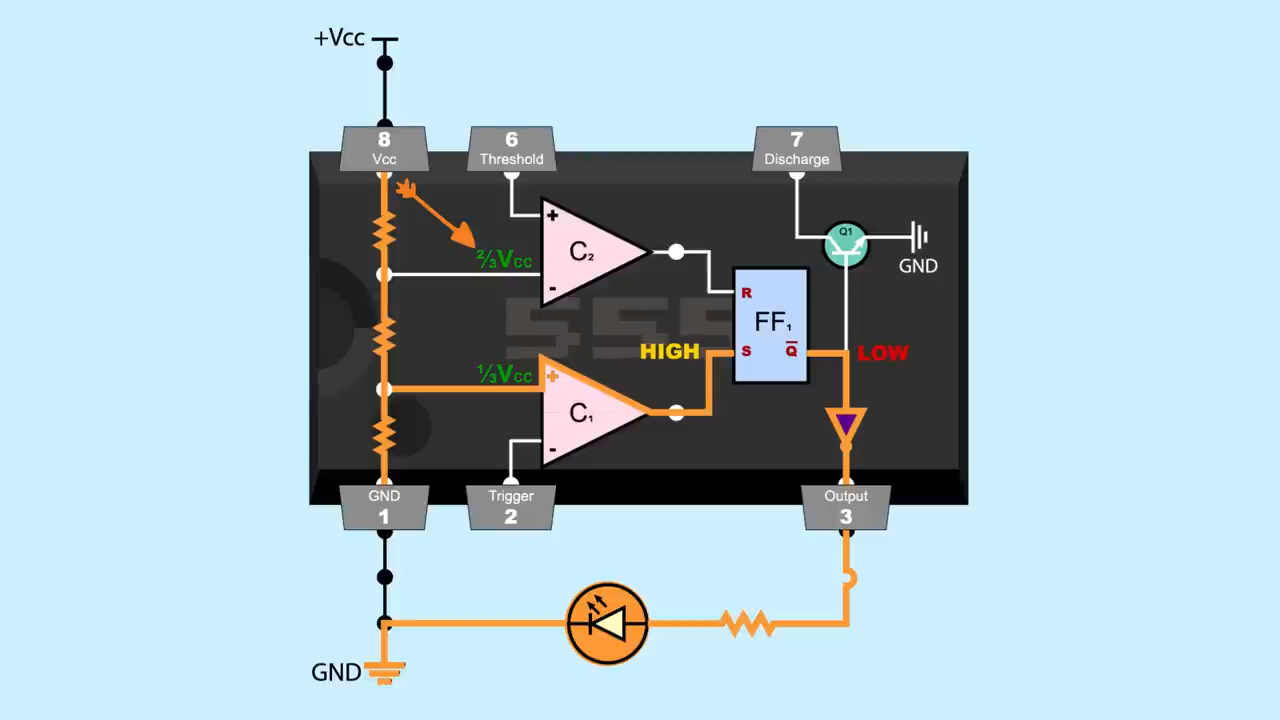 +Vcc
8
Vcc
6
Threshold
7
Discharge
Q1
GND
⅔Vcc
C₂
+
-
R
FF₁
S
Q̅
HIGH
LOW
555
⅓Vcc
+
C₁
-
GND
1
Trigger
2
Output
3
GND